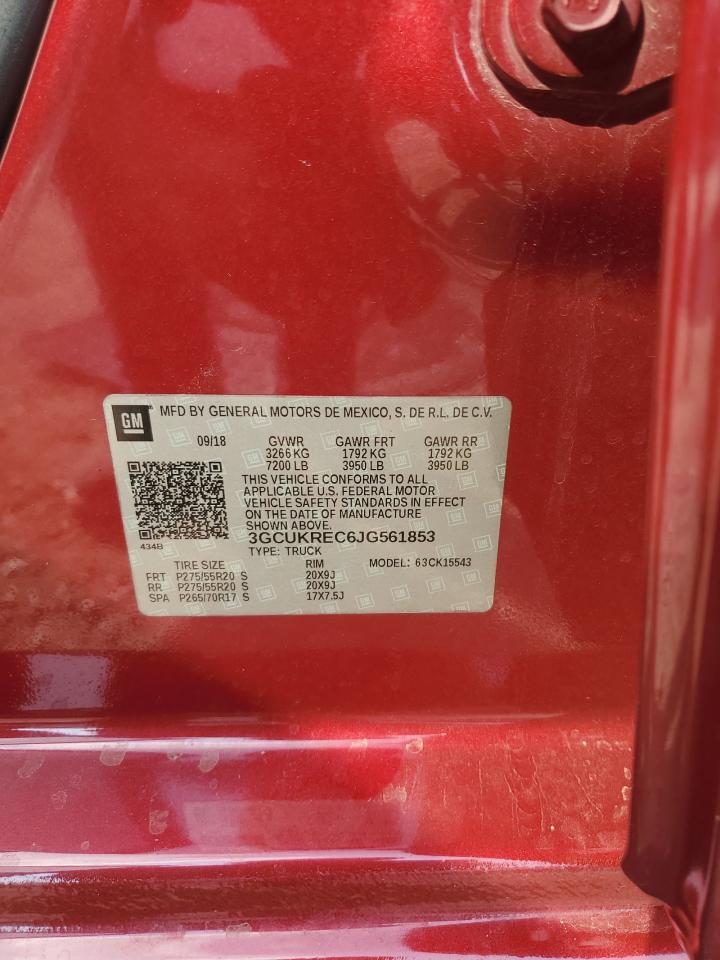 GM MFD BY GENERAL MOTORS DE MEXICO, S. DE R.L. DE C.V.
09/18 GVWR GAWR FRT GAWR RR
3266 KG 1792 KG 1792 KG
7200 LB 3950 LB 3950 LB
THIS VEHICLE CONFORMS TO ALL
APPLICABLE U.S. FEDERAL MOTOR
VEHICLE SAFETY STANDARDS IN EFFECT
ON THE DATE OF MANUFACTURE
SHOWN ABOVE.
3GCUKREC6JG561853
434B TYPE: TRUCK
TIRE SIZE RIM MODEL: 63CK15543
FRT P275/55R20 S 20X9J
RR P275/55R20 S 20X9J
SPA P265/70R17 S 17X7.5J